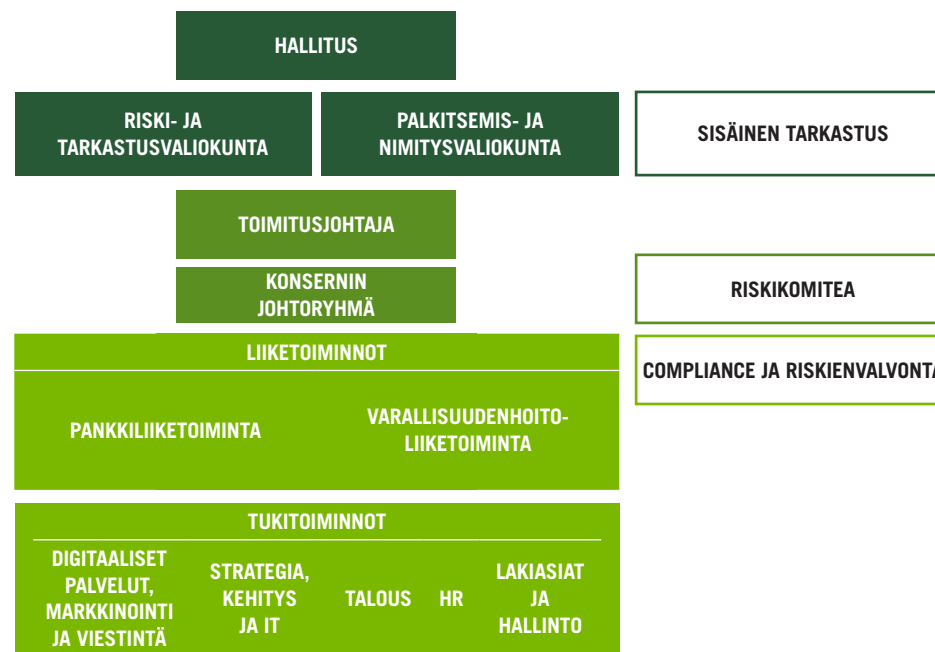 HALLITUS
RISKI- JA
TARKASTUSVALIOKUNTA
PALKITSEMIS- JA
NIMITYSVALIOKUNTA
SISÄINEN TARKASTUS
TOIMITUSJOHTAJA
KONSERNIN
JOHTORYHMÄ
RISKIKOMITEA
LIIKETOIMINNOT
COMPLIANCE JA RISKIENVALVONTA
PANKKILIIKETOIMINTA
VARALLISUUDENHOITO-
LIIKETOIMINTA
TUKITOIMINNOT
DIGITAALISET
PALVELUT,
MARKKINOINTI
JA VIESTINTÄ
STRATEGIA,
KEHITYS
JA IT
TALOUS
HR
LAKIASIAT
JA
HALLINTO